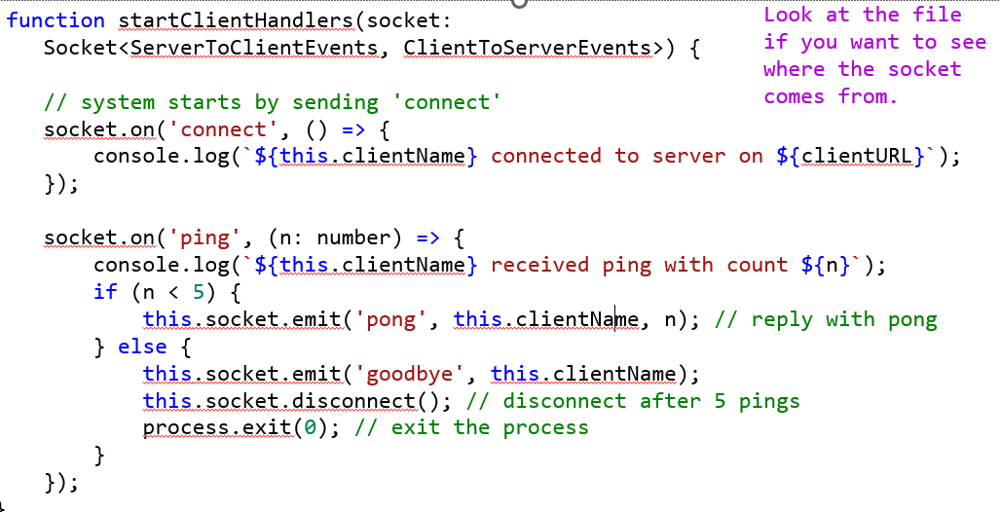 function startClientHandlers(socket:
Socket<ServerToClientEvents, ClientToServerEvents>) {
// system starts by sending 'connect'
socket.on('connect', () => {
console.log(`${this.clientName} connected to server on ${clientURL}`);
});
socket.on('ping', (n: number) => {
console.log(`${this.clientName} received ping with count ${n}`);
if (n < 5) {
this.socket.emit('pong', this.clientName, n); // reply with pong
} else {
this.socket.emit('goodbye', this.clientName);
this.socket.disconnect(); // disconnect after 5 pings
process.exit(0); // exit the process
}
});
}
Look at the file
if you want to see
where the socket
comes from.